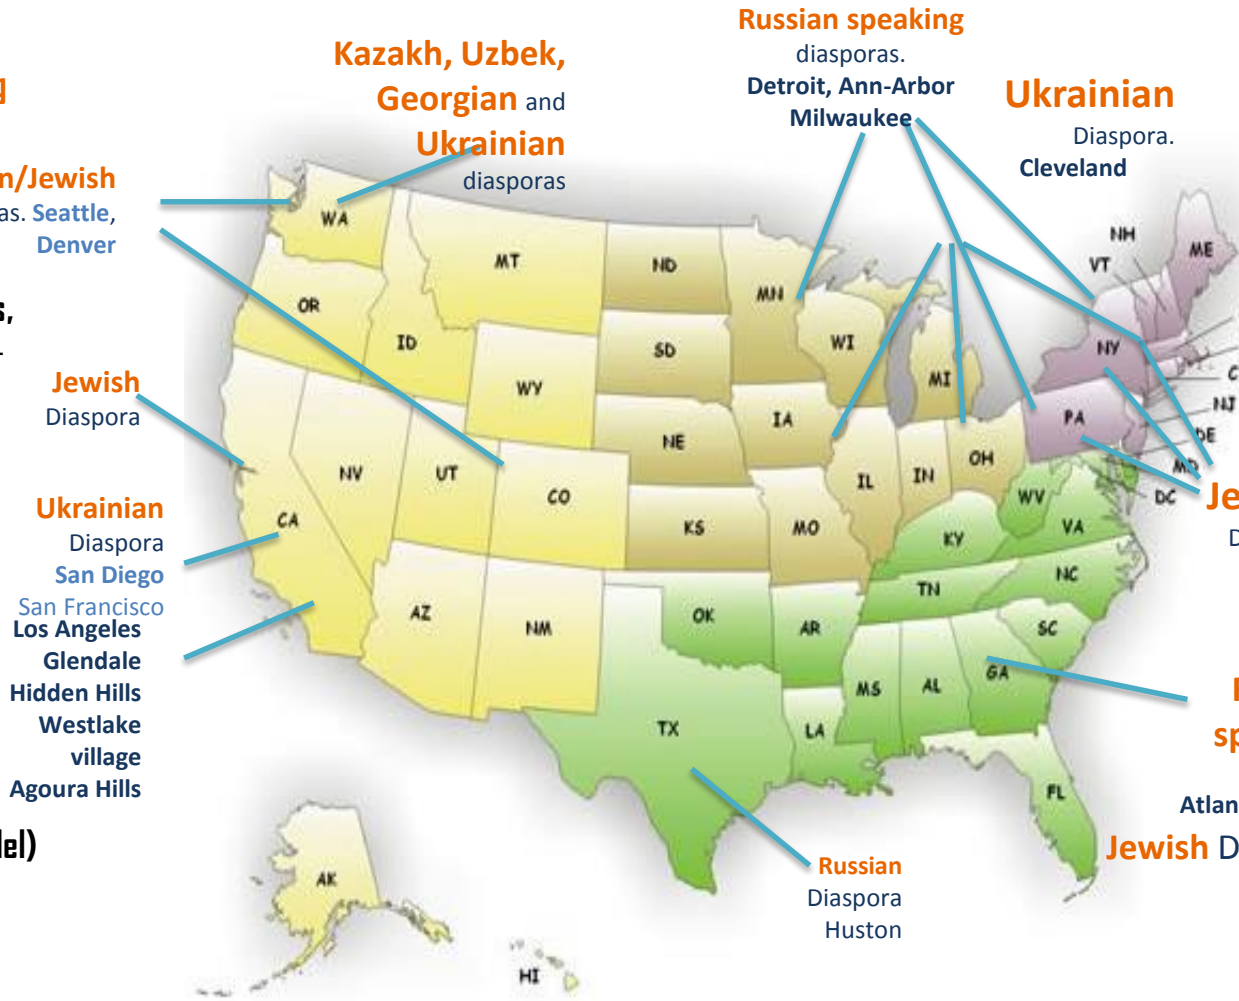 Russian speaking
diasporas.
Detroit, Ann-Arbor
Milwaukee
Kazakh, Uzbek,
Georgian and
Ukrainian
diasporas
Ukrainian
Diaspora.
Cleveland
g
n/Jewish
as. Seattle,
Denver
s,
Jewish
Diaspora
Ukrainian
Diaspora
San Diego
San Francisco
Los Angeles
Glendale
Hidden Hills
Westlake
village
Agoura Hills
lel)
Je
D
sp
Atlan
Jewish D
Russian
Diaspora
Huston
WA
OR
ID
MT
WY
NV
UT
CO
CA
AZ
NM
ND
SD
NE
KS
MN
IA
MO
WI
IL
MI
IN
OH
KY
TN
WV
VA
NC
SC
GA
AL
MS
AR
LA
OK
TX
FL
PA
NY
VT
NH
ME
C
NJ
DE
MD
DC
AK
HI